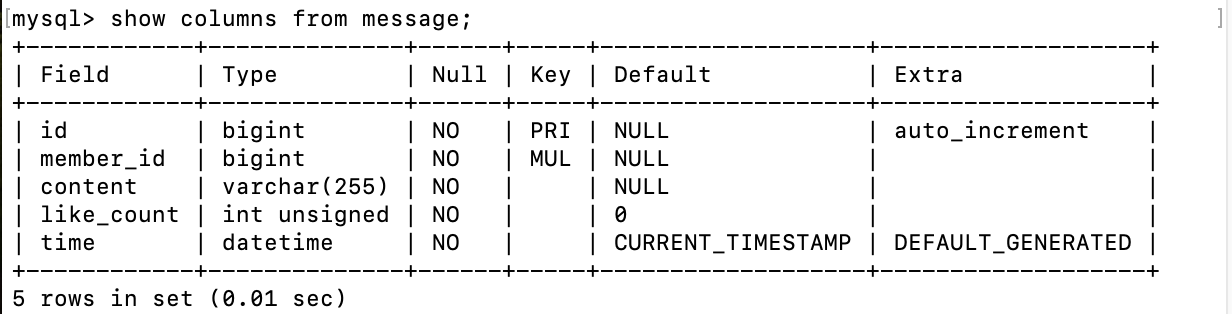 [mysql> show columns from message; ]
+------------+--------------+------+-----+-------------------+-------------------+
| Field      | Type         | Null | Key | Default           | Extra             |
+------------+--------------+------+-----+-------------------+-------------------+
| id         | bigint       | NO   | PRI | NULL              | auto_increment    |
| member_id  | bigint       | NO   | MUL | NULL              |                   |
| content    | varchar(255) | NO   |     | NULL              |                   |
| like_count | int unsigned | NO   |     | 0                 |                   |
| time       | datetime     | NO   |     | CURRENT_TIMESTAMP | DEFAULT_GENERATED |
+------------+--------------+------+-----+-------------------+-------------------+
5 rows in set (0.01 sec)